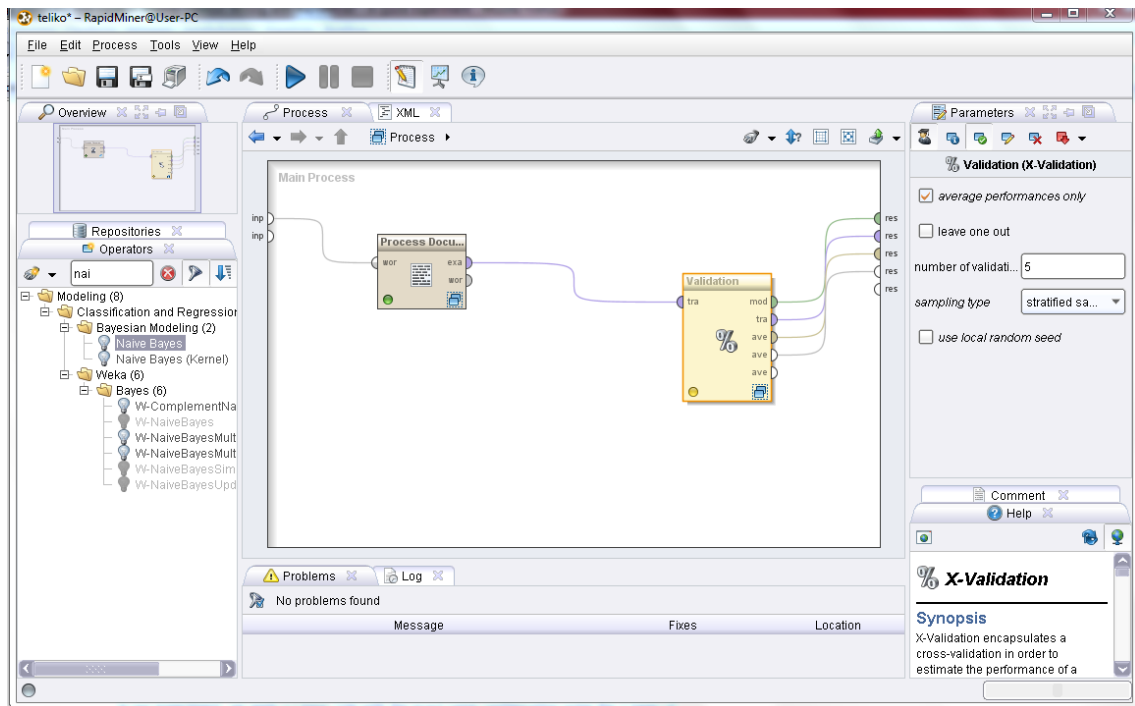 teliko* – RapidMiner@User-PC
File Edit Process Tools View Help
Overview
Process
XML
Parameters
Process
Validation (X-Validation)
average performances only
leave one out
number of validati... 5
sampling type stratified sa...
use local random seed
Repositories
Operators
nai
Modeling (8)
Classification and Regression
Bayesian Modeling (2)
Naive Bayes
Naive Bayes (Kernel)
Weka (6)
Bayes (6)
W-ComplementNa
W-NaiveBayes
W-NaiveBayesMult
W-NaiveBayesMult
W-NaiveBayesSim
W-NaiveBayesUpd
Main Process
inp
inp
Process Docu...
wor exa
wor
Validation
tra mod
tra
ave
ave
ave
res
res
res
res
res
Problems
Log
No problems found
Message Fixes Location
Comment
Help
X-Validation
Synopsis
X-Validation encapsulates a
cross-validation in order to
estimate the performance of a